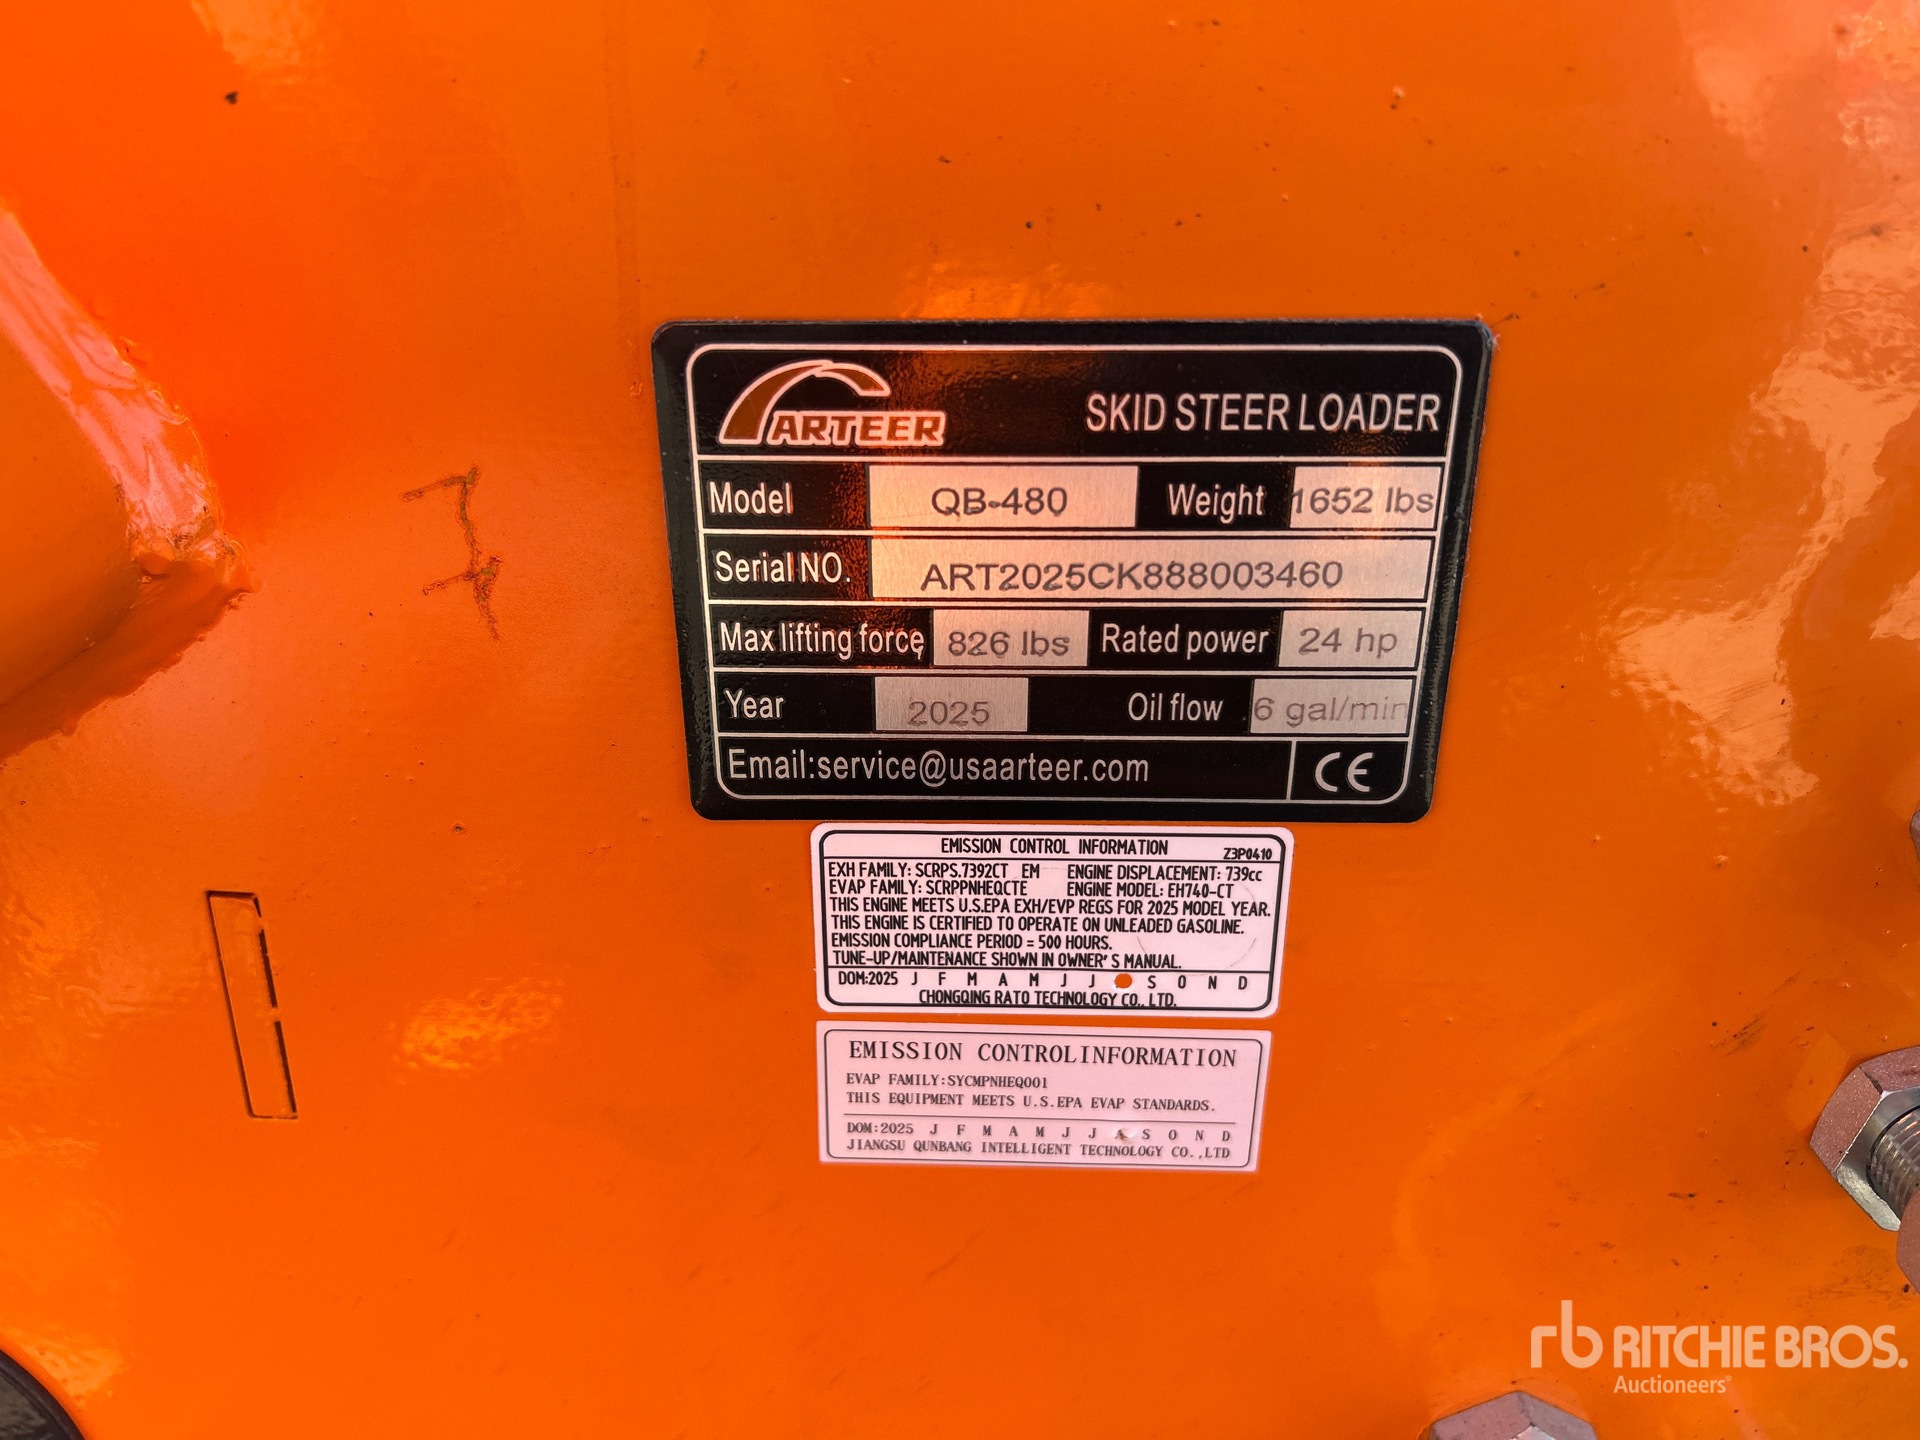 ARTEER
SKID STEER LOADER
Model QB-480 Weight 1652 lbs
Serial NO. ART2025CK888003460
Max lifting force 826 lbs Rated power 24 hp
Year 2025 Oil flow 6 gal/min
Email:service@usaarteer.com CE
EMISSION CONTROL INFORMATION Z3P0410
EXH FAMILY: SCRPS.7392CT EM ENGINE DISPLACEMENT: 739cc
EVAP FAMILY: SCRPPNHEQCTE ENGINE MODEL: EH740-CT
THIS ENGINE MEETS U.S.EPA EXH/EVP REGS FOR 2025 MODEL YEAR.
THIS ENGINE IS CERTIFIED TO OPERATE ON UNLEADED GASOLINE.
EMISSION COMPLIANCE PERIOD = 500 HOURS.
TUNE-UP/MAINTENANCE SHOWN IN OWNER'S MANUAL.
DOM:2025 J F M A M J J S O N D
CHONGQING RATO TECHNOLOGY CO., LTD.
EMISSION CONTROLINFORMATION
EVAP FAMILY:SYCMPNHEQ001
THIS EQUIPMENT MEETS U.S.EPA EVAP STANDARDS.
DOM:2025 J F M A M J J A S O N D
JIANGSU QUNBANG INTELLIGENT TECHNOLOGY CO.,LTD
rb RITCHIE BROS.
Auctioneers